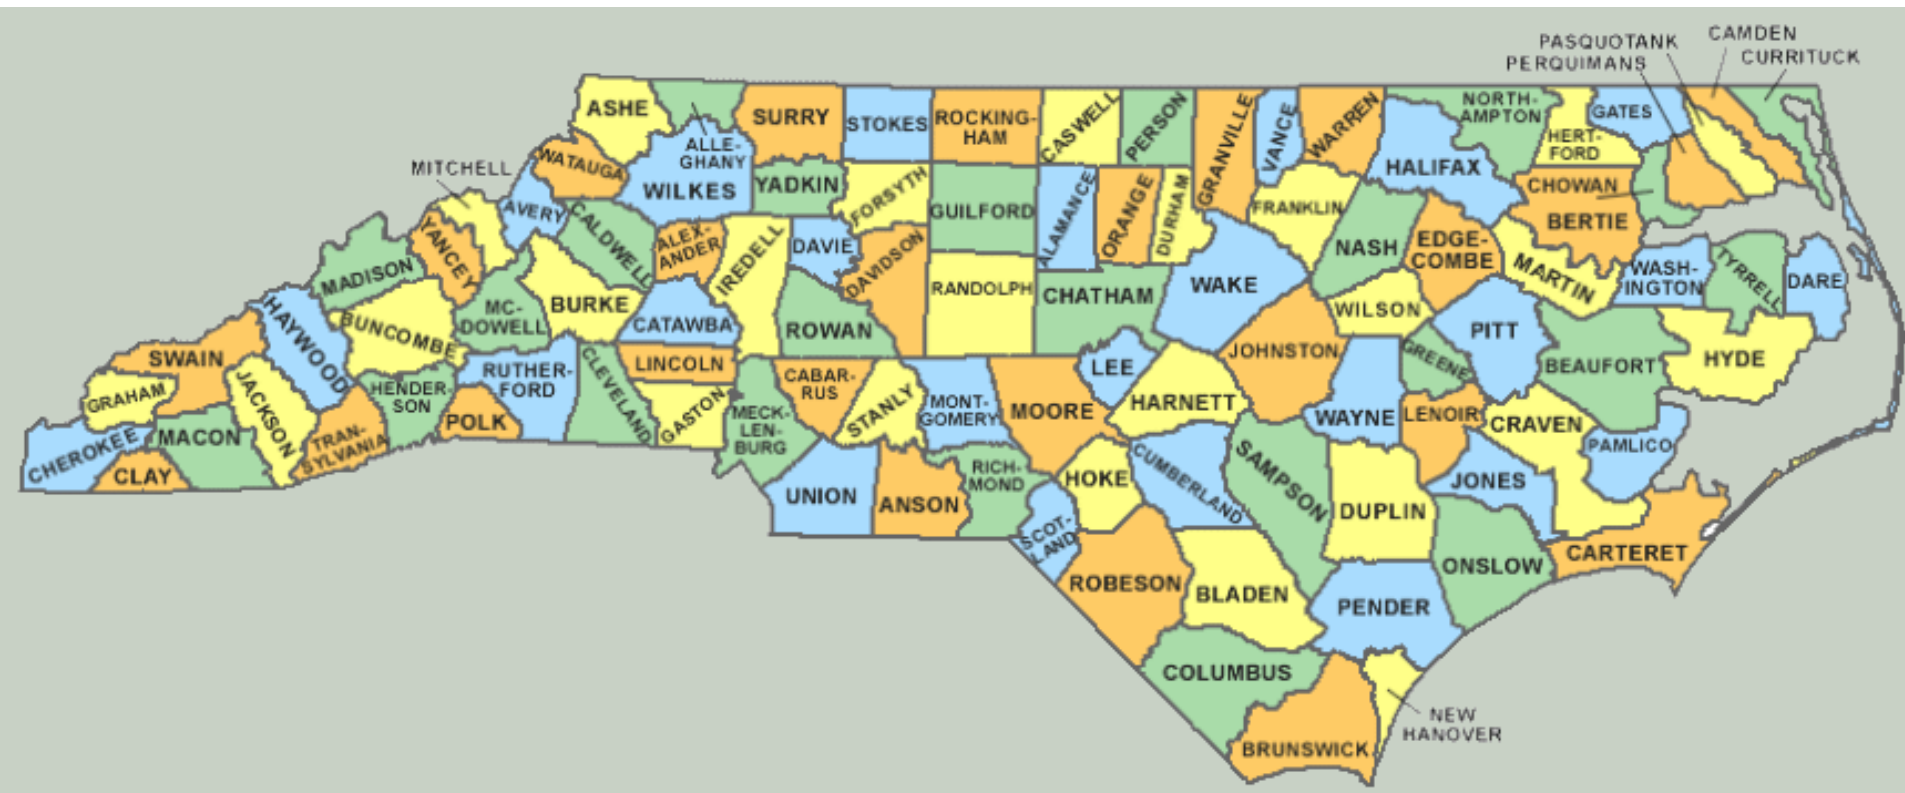 PASQUOTANK
CAMDEN
PERQUIMANS
CURRITUCK
ASHE
SURRY
STOKES
ROCKING-
HAM
CASWELL
PERSON
GRANVILLE
VANCE
WARREN
NORTH-
AMPTON
HERT-
FORD
GATES
ALLE-
GHANY
WATAUGA
MITCHELL
WILKES
YADKIN
FORSYTH
GUILFORD
ALAMANCE
ORANGE
DURHAM
FRANKLIN
HALIFAX
CHOWAN
BERTIE
AVERY
CALDWELL
YANCEY
MADISON
ALEX-
ANDER
IREDELL
DAVIE
DAVIDSON
RANDOLPH
CHATHAM
WAKE
NASH
EDGE-
COMBE
MARTIN
WASH-
INGTON
TYRRELL
DARE
HAYWOOD
BUNCOMBE
MC-
DOWELL
BURKE
CATAWBA
ROWAN
WILSON
PITT
SWAIN
GRAHAM
JACKSON
HENDER-
SON
RUTHER-
FORD
CLEVELAND
LINCOLN
GASTON
CABAR-
RUS
STANLY
MONT-
GOMERY
MOORE
LEE
HARNETT
JOHNSTON
GREENE
WAYNE
LENOIR
BEAUFORT
HYDE
CRAVEN
PAMLICO
CHEROKEE
CLAY
MACON
TRAN-
SYLVANIA
POLK
MECK-
LEN-
BURG
UNION
ANSON
RICH-
MOND
SCOT-
LAND
HOKE
CUMBERLAND
SAMPSON
DUPLIN
JONES
ONSLOW
CARTERET
ROBESON
BLADEN
PENDER
COLUMBUS
BRUNSWICK
NEW
HANOVER